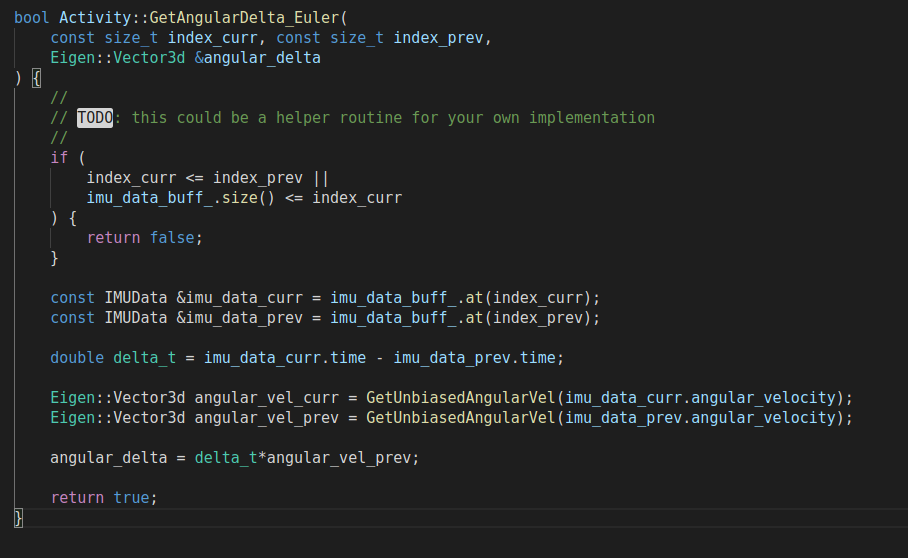 bool Activity::GetAngularDelta_Euler(
    const size_t index_curr, const size_t index_prev,
    Eigen::Vector3d &angular_delta
) {
    //
    // TODO: this could be a helper routine for your own implementation
    //
    if (
        index_curr <= index_prev ||
        imu_data_buff_.size() <= index_curr
    ) {
        return false;
    }

    const IMUData &imu_data_curr = imu_data_buff_.at(index_curr);
    const IMUData &imu_data_prev = imu_data_buff_.at(index_prev);

    double delta_t = imu_data_curr.time - imu_data_prev.time;

    Eigen::Vector3d angular_vel_curr = GetUnbiasedAngularVel(imu_data_curr.angular_velocity);
    Eigen::Vector3d angular_vel_prev = GetUnbiasedAngularVel(imu_data_prev.angular_velocity);

    angular_delta = delta_t*angular_vel_prev;

    return true;
}